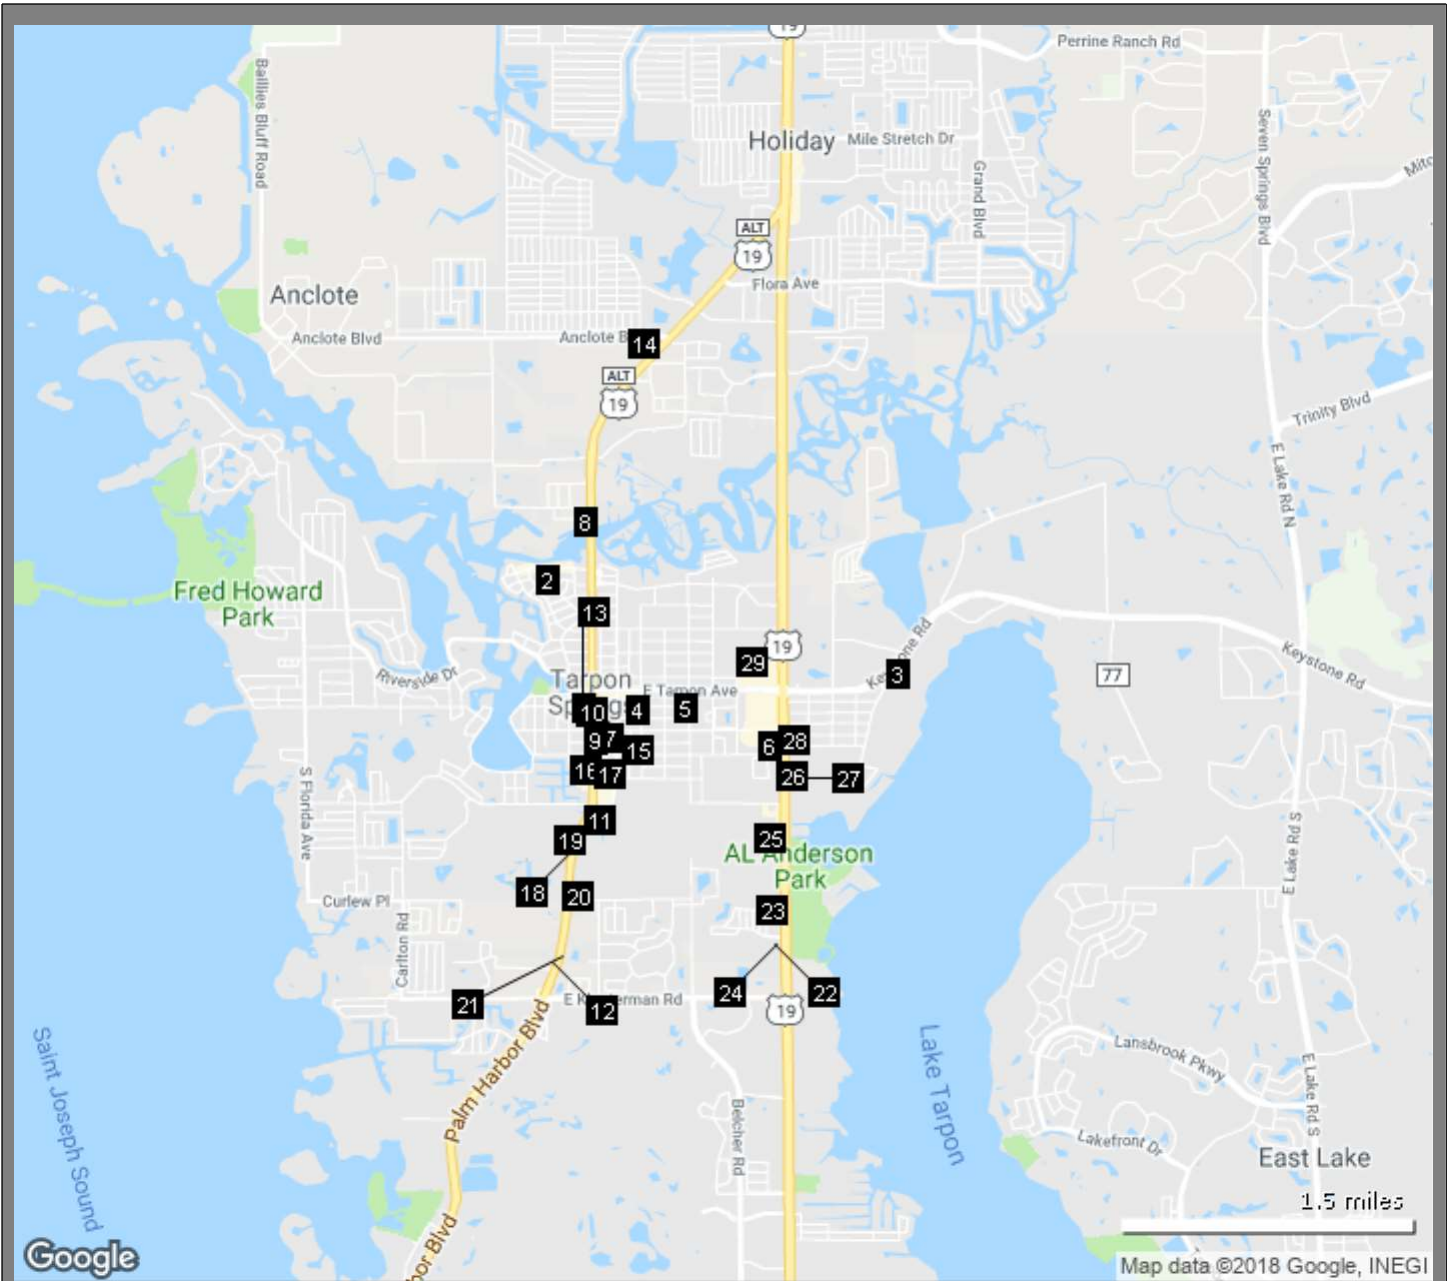 19
Perrine Ranch Rd
Baillies Bluff Road
Holiday
Mile Stretch Dr
Seven Springs Blvd
Grand Blvd
ALT
19
Flora Ave
Anclote
Anclote Blvd
Anclote B
14
ALT
19
Trinity Blvd
E Lake Rd N
8
2
Fred Howard
Park
13
19
29
Riverside Dr
Tarpon
3
77
Keystone Rd
E Tarpon Ave
10
4
5
9
7
15
6
28
16
17
26
27
S Florida Ave
11
19
25
AL Anderson
Park
E Lake Rd S
18
20
Curlew Pl
23
Carlton Rd
24
22
21
12
19
Palm Harbor Blvd
Saint Joseph Sound
Lake Tarpon
Lansbrook Pkwy
E Lake Rd S
Belcher Rd
Lakefront Dr
East Lake
1.5 miles
Google
Map data ©2018 Google, INEGI